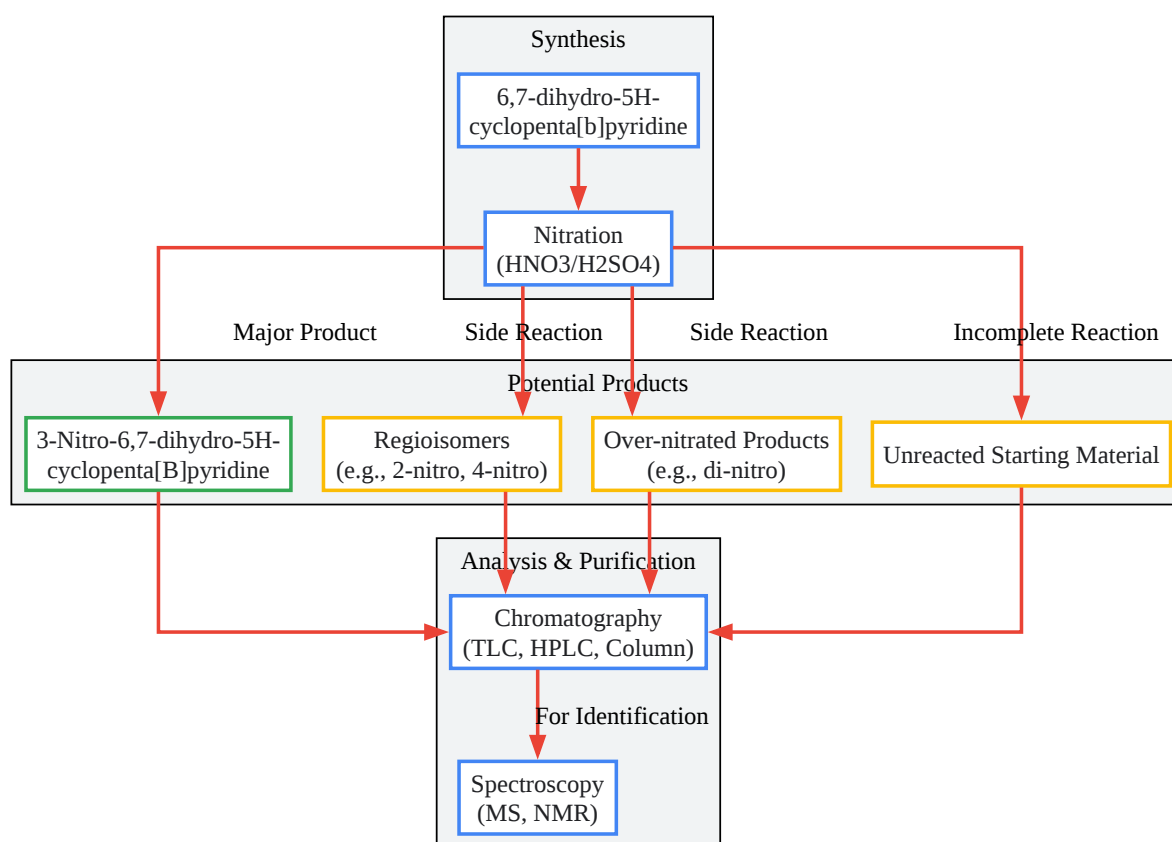 Synthesis
6,7-dihydro-5H-
cyclopenta[b]pyridine
Nitration
(HNO3/H2SO4)
Major Product
Side Reaction
Side Reaction
Incomplete Reaction
Potential Products
3-Nitro-6,7-dihydro-5H-
cyclopenta[B]pyridine
Regioisomers
(e.g., 2-nitro, 4-nitro)
Over-nitrated Products
(e.g., di-nitro)
Unreacted Starting Material
Analysis & Purification
Chromatography
(TLC, HPLC, Column)
For Identification
Spectroscopy
(MS, NMR)